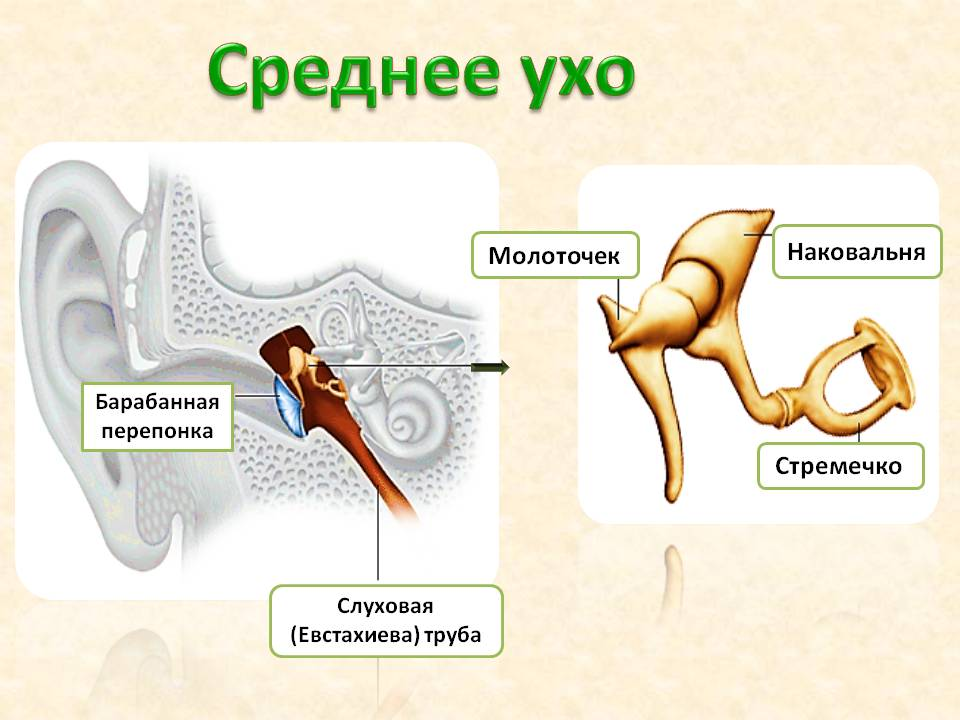 Среднее ухо
Молоточек
Наковальня
Барабанная
перепонка
Стремечко
Слуховая
(Евстахиева) труба